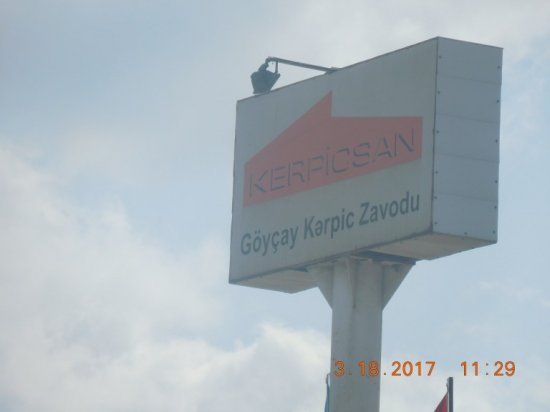 KERPİCSAN
Göyçay Kərpic Zavodu
3.18.2017 11:29